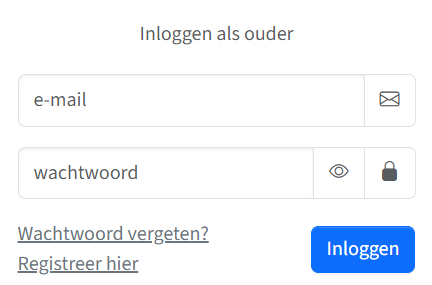 Inloggen als ouder
e-mail
wachtwoord
Wachtwoord vergeten?
Registreer hier
Inloggen